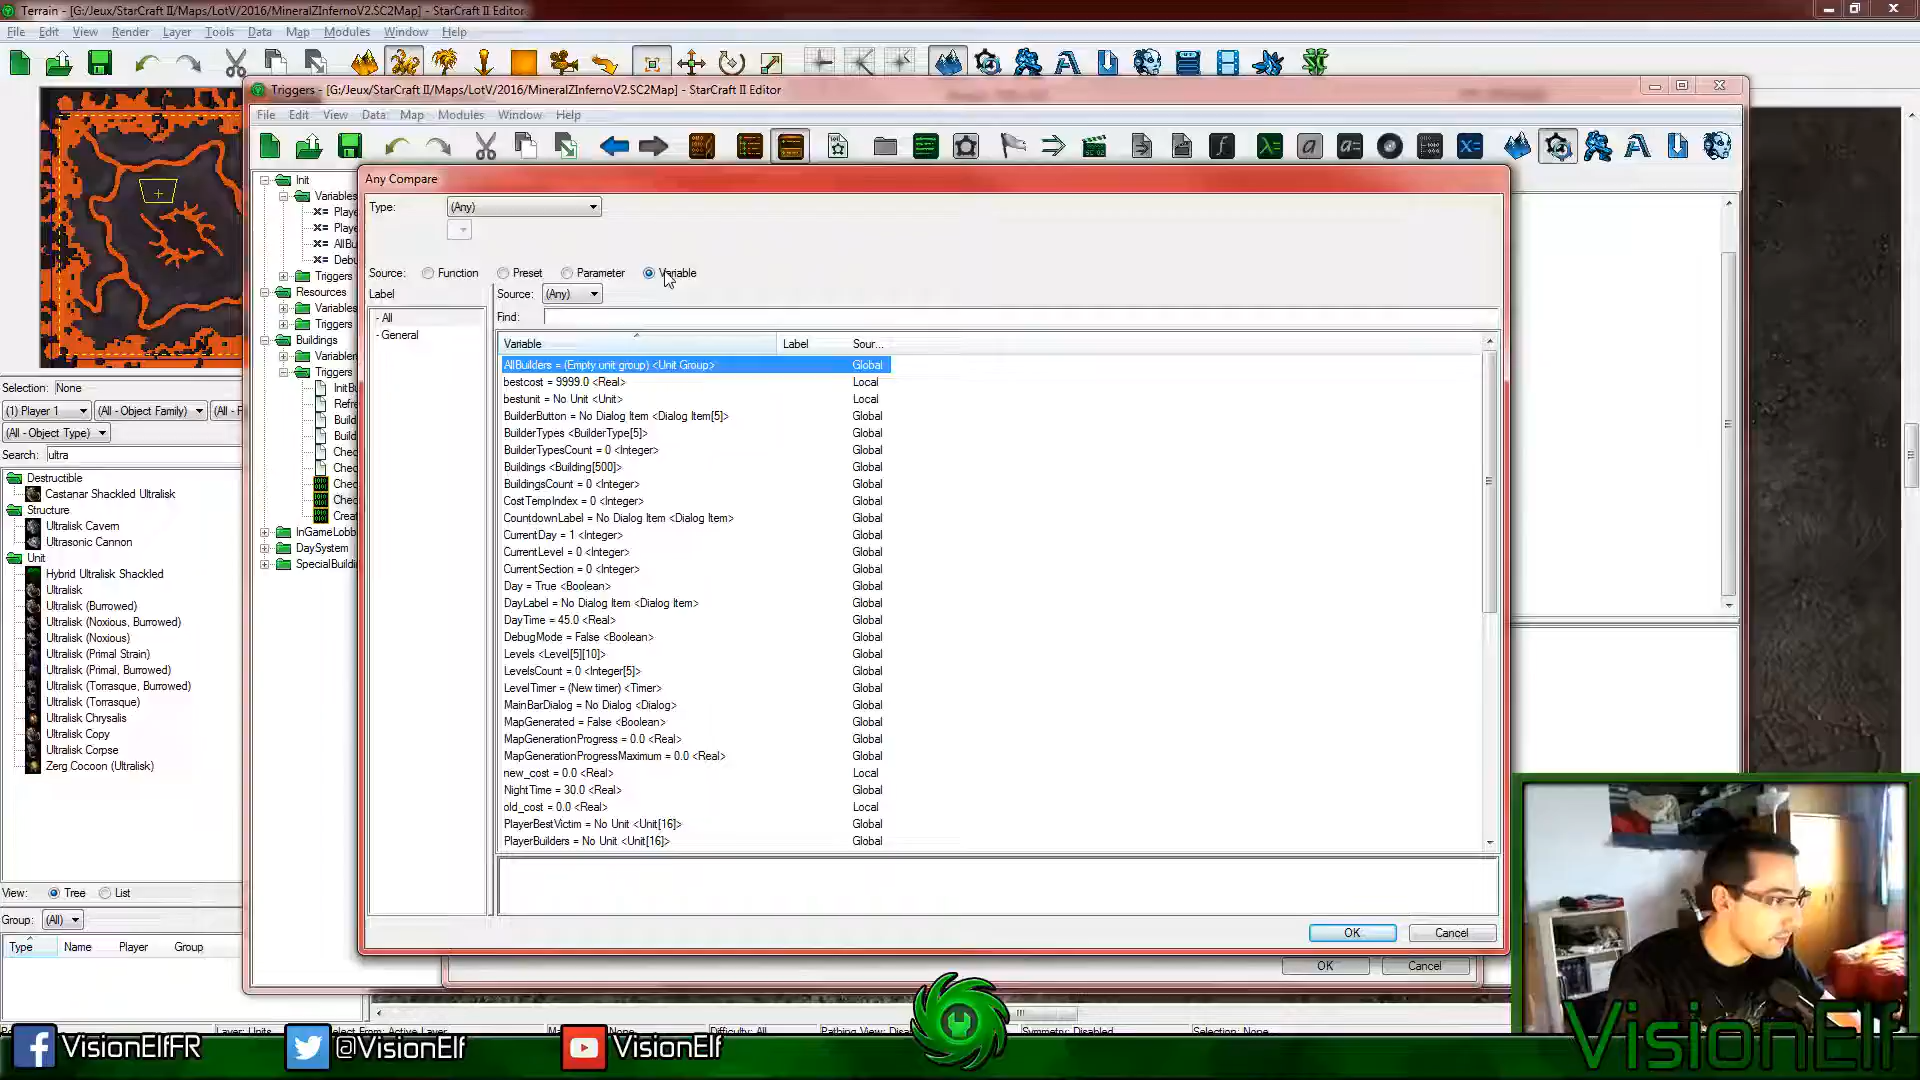 Terrain - [G:/Jeux/StarCraft II/Maps/LotV/2016/MineralZInfernoV2.SC2Map] - StarCraft II Editor
File Edit View Render Layer Tools Data Map Modules Window Help
Triggers - [G:/Jeux/StarCraft II/Maps/LotV/2016/MineralZInfernoV2.SC2Map] - StarCraft II Editor
File Edit View Data Map Modules Window Help
Init
Variables
Playe
Playe
AllBu
Debu
Triggers
Resources
Variables
Triggers
Buildings
Variables
Triggers
InitBu
Refre
Build
Build
Chec
Chec
Chec
Chec
Creat
InGameLobb
DaySystem
SpecialBuildin
Any Compare
Type: (Any)
Source: Function Preset Parameter Variable
Label
- All
- General
Source: (Any)
Find:
Variable Label Sour...
AllBuilders = (Empty unit group) <Unit Group> Global
bestcost = 9999.0 <Real> Local
bestunit = No Unit <Unit> Local
BuilderButton = No Dialog Item <Dialog Item[5]> Global
BuilderTypes <BuilderType[5]> Global
BuilderTypesCount = 0 <Integer> Global
Buildings <Building[500]> Global
BuildingsCount = 0 <Integer> Global
CostTempIndex = 0 <Integer> Global
CountdownLabel = No Dialog Item <Dialog Item> Global
CurrentDay = 1 <Integer> Global
CurrentLevel = 0 <Integer> Global
CurrentSection = 0 <Integer> Global
Day = True <Boolean> Global
DayLabel = No Dialog Item <Dialog Item> Global
DayTime = 45.0 <Real> Global
DebugMode = False <Boolean> Global
Levels <Level[5][10]> Global
LevelsCount = 0 <Integer[5]> Global
LevelTimer = (New timer) <Timer> Global
MainBarDialog = No Dialog <Dialog> Global
MapGenerated = False <Boolean> Global
MapGenerationProgress = 0.0 <Real> Global
MapGenerationProgressMaximum = 0.0 <Real> Global
new_cost = 0.0 <Real> Local
NightTime = 30.0 <Real> Global
old_cost = 0.0 <Real> Local
PlayerBestVictim = No Unit <Unit[16]> Global
PlayerBuilders = No Unit <Unit[16]> Global
OK Cancel
OK Cancel
Selection: None
(1) Player 1 (All - Object Family) (All - F
(All - Object Type)
Search: ultra
Destructible
Castanar Shackled Ultralisk
Structure
Ultralisk Cavern
Ultrasonic Cannon
Unit
Hybrid Ultralisk Shackled
Ultralisk
Ultralisk (Burrowed)
Ultralisk (Noxious, Burrowed)
Ultralisk (Noxious)
Ultralisk (Primal Strain)
Ultralisk (Primal, Burrowed)
Ultralisk (Torrasque, Burrowed)
Ultralisk (Torrasque)
Ultralisk Chrysalis
Ultralisk Copy
Ultralisk Corpse
Zerg Cocoon (Ultralisk)
View: Tree List
Group: (All)
Type Name Player Group
VisionElfFR @VisionElf VisionElf
VisionElf